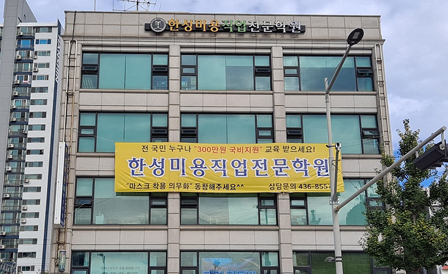 한성미용직업전문학원
전 국민 누구나 "300만원 국비지원" 교육 받으세요!
한성미용직업전문학원
"마스크 착용 의무화" 동참해주세요^^ 상담문의 436-855